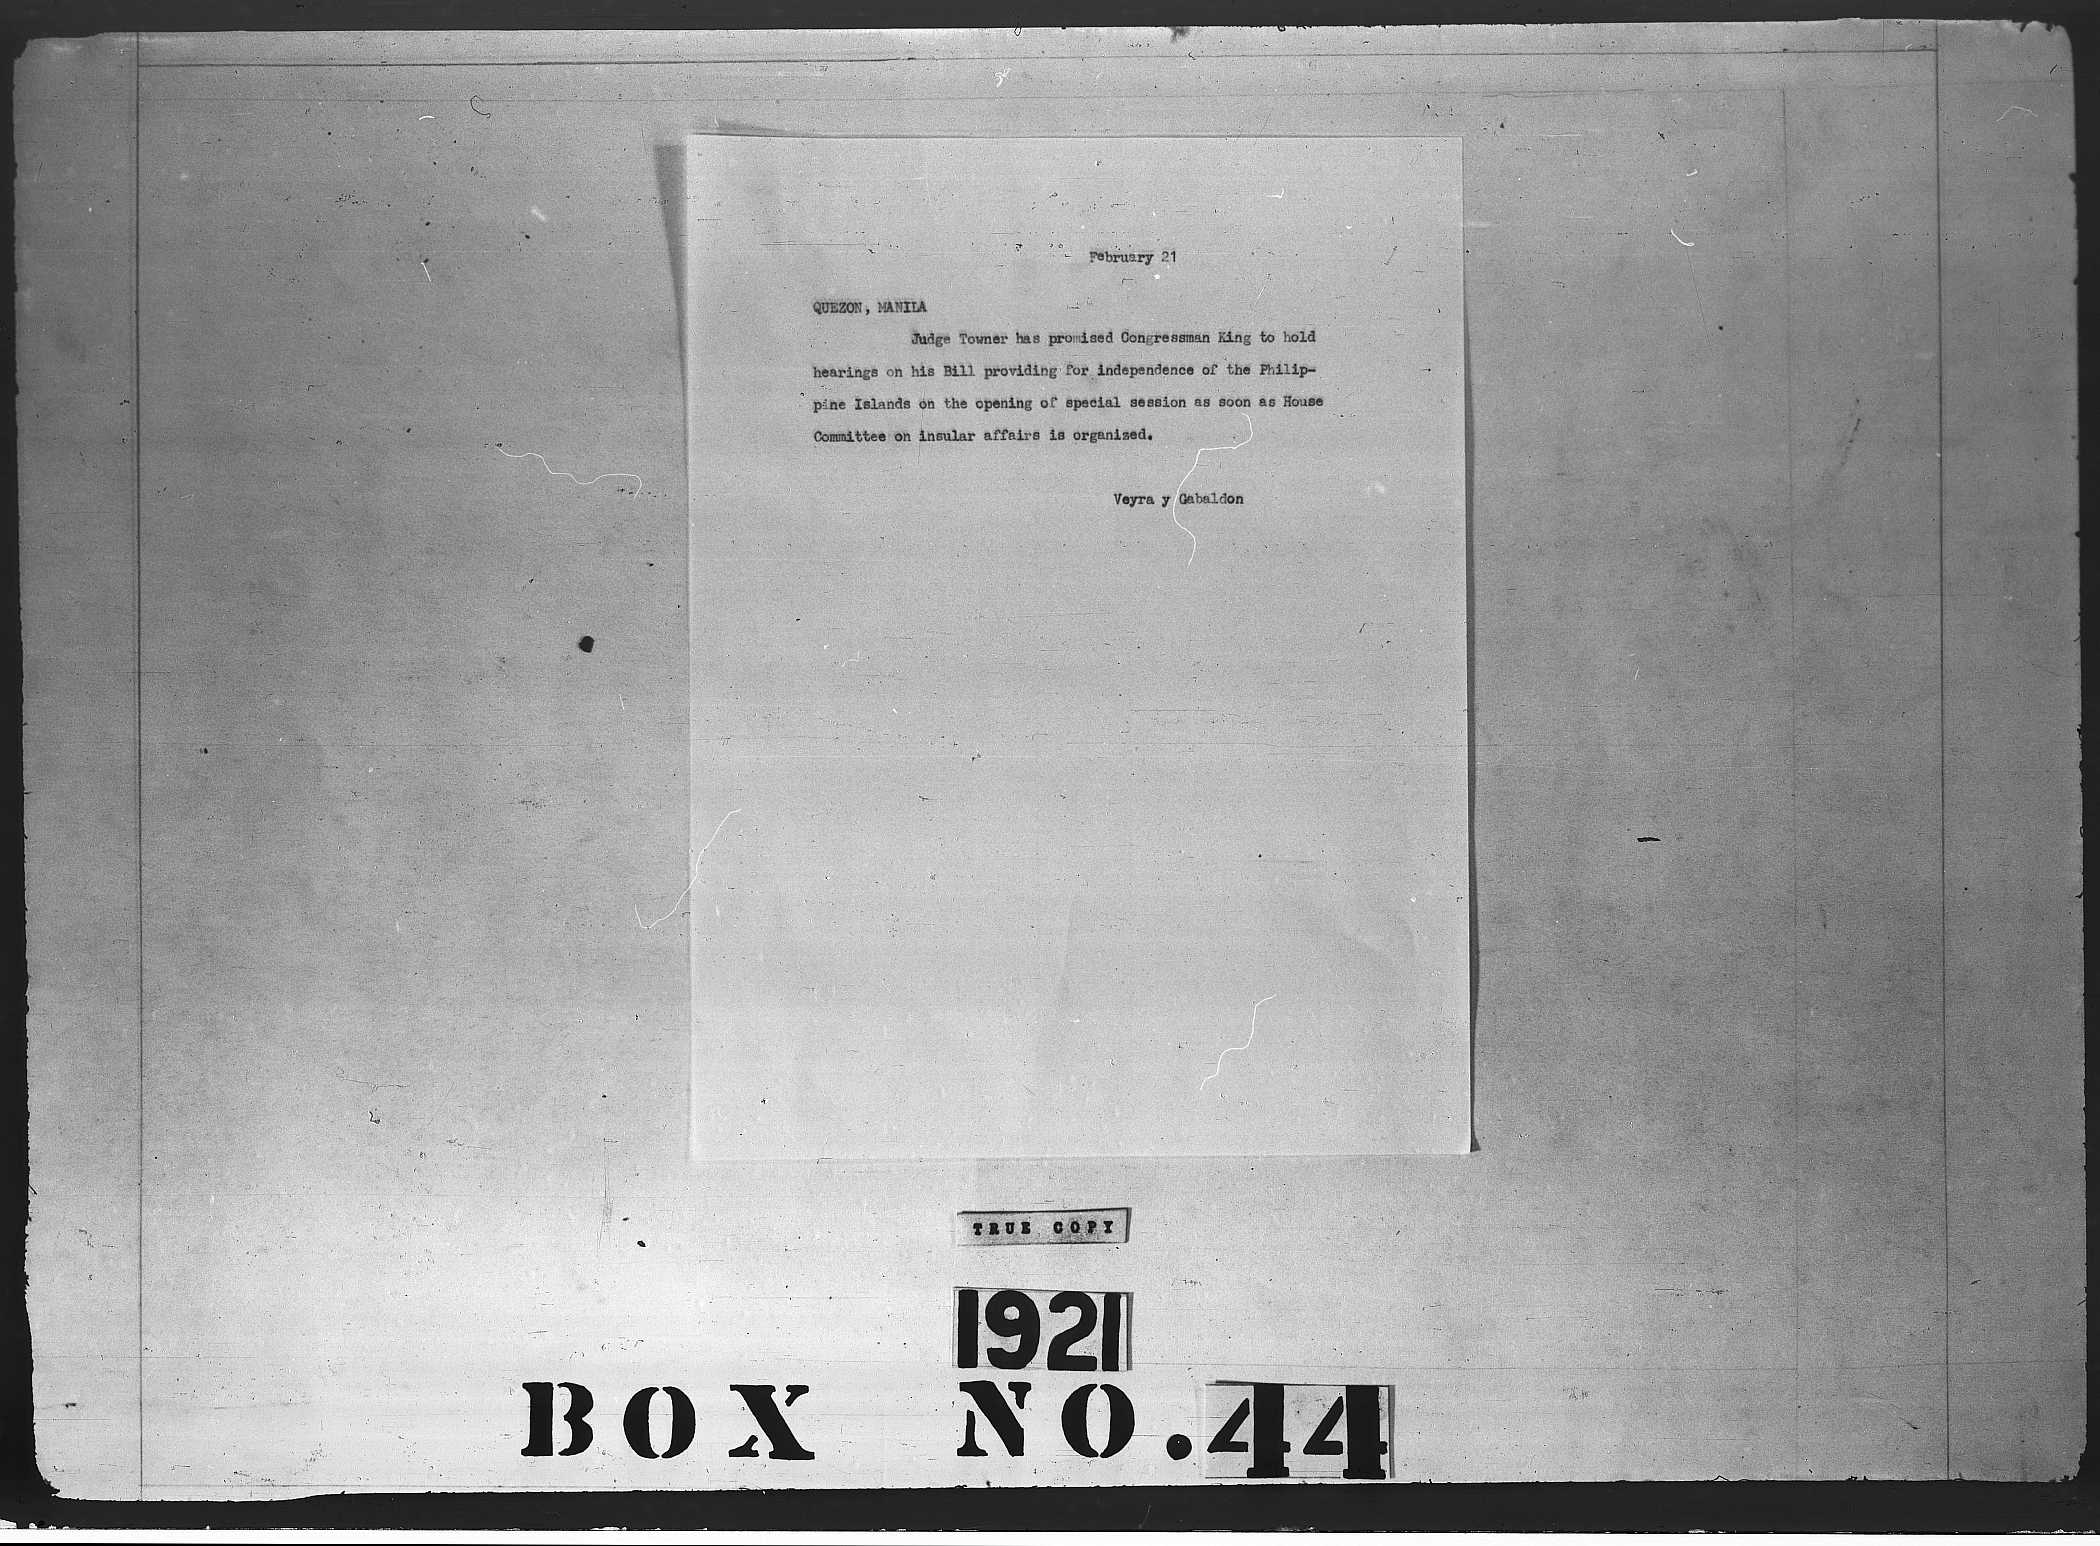 February 21
QUEZON, MANILA
Judge Towner has promised Congressman King to hold
hearings on his Bill providing for independence of the Philip-
pine Islands on the opening of special session as soon as House
Committee on insular affairs is organized.
Veyra y Gabaldon
TRUE COPY
1921
BOX NO. 44